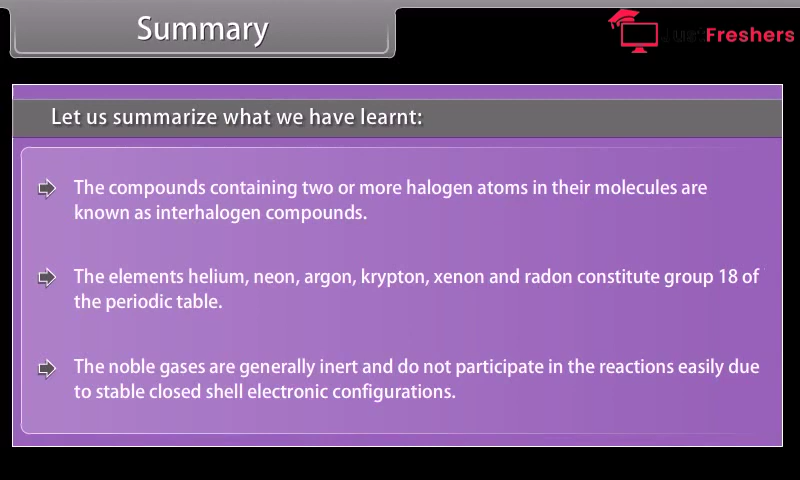 Summary
JustFreshers
Let us summarize what we have learnt:
The compounds containing two or more halogen atoms in their molecules are
known as interhalogen compounds.
The elements helium, neon, argon, krypton, xenon and radon constitute group 18 of
the periodic table.
The noble gases are generally inert and do not participate in the reactions easily due
to stable closed shell electronic configurations.